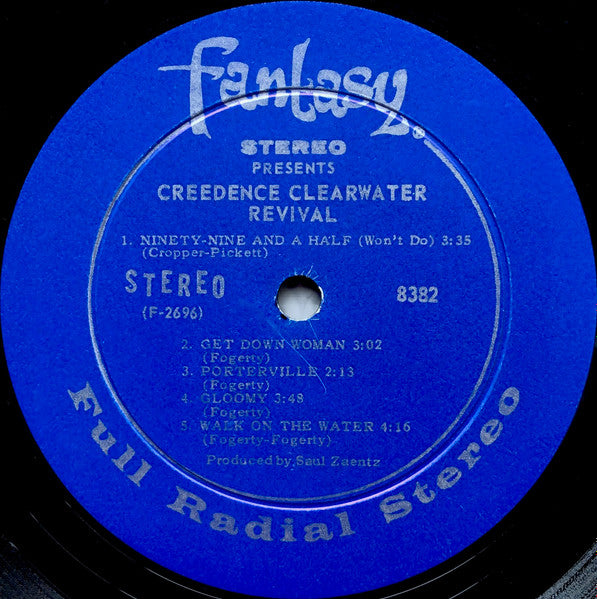 Fantasy.
STEREO
PRESENTS
CREEDENCE CLEARWATER
REVIVAL
1. NINETY-NINE AND A HALF (Won't Do) 3:35
(Cropper-Pickett)
STEREO
8382
(F-2696)
2. GET DOWN WOMAN 3:02
(Fogerty)
3. PORTERVILLE 2:13
(Fogerty)
4. GLOOMY 3:48
(Fogerty)
5. WALK ON THE WATER 4:16
(Fogerty-Fogerty)
Produced by, Saul Zaentz
Full Radial Stereo